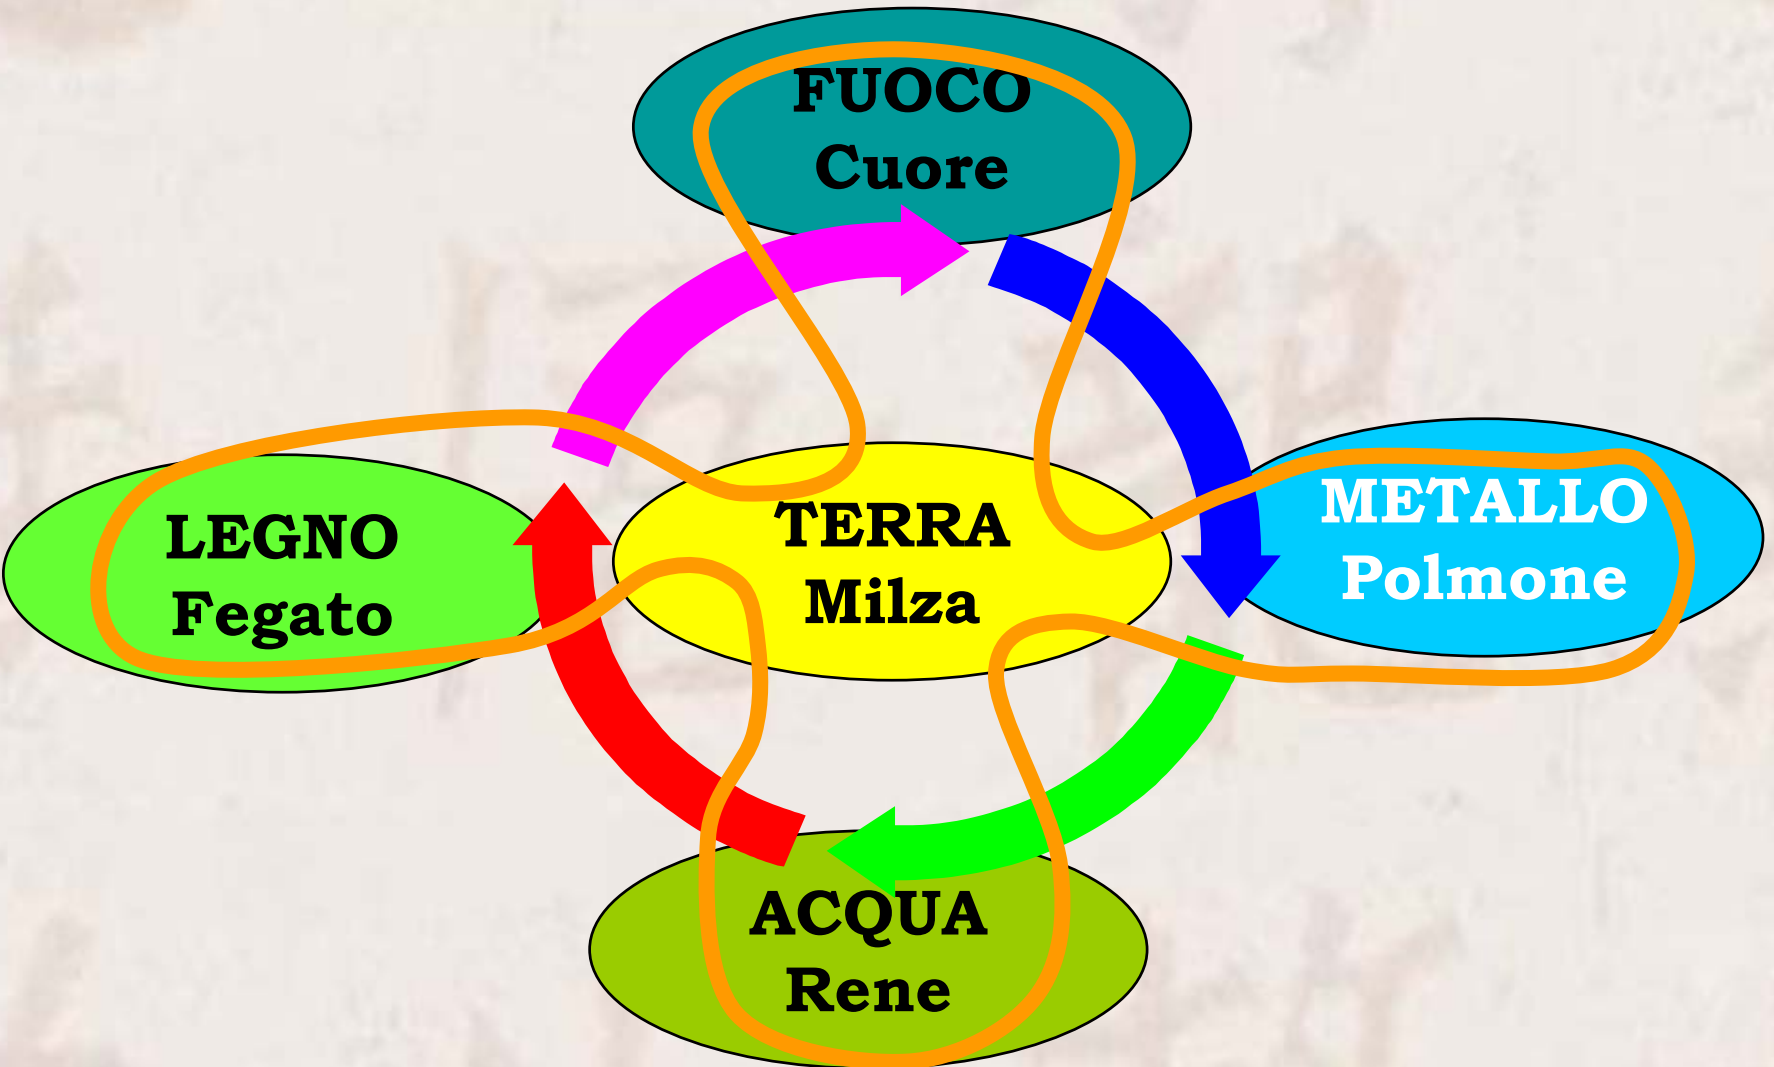 FUOCO
Cuore
LEGNO
Fegato
TERRA
Milza
METALLO
Polmone
ACQUA
Rene